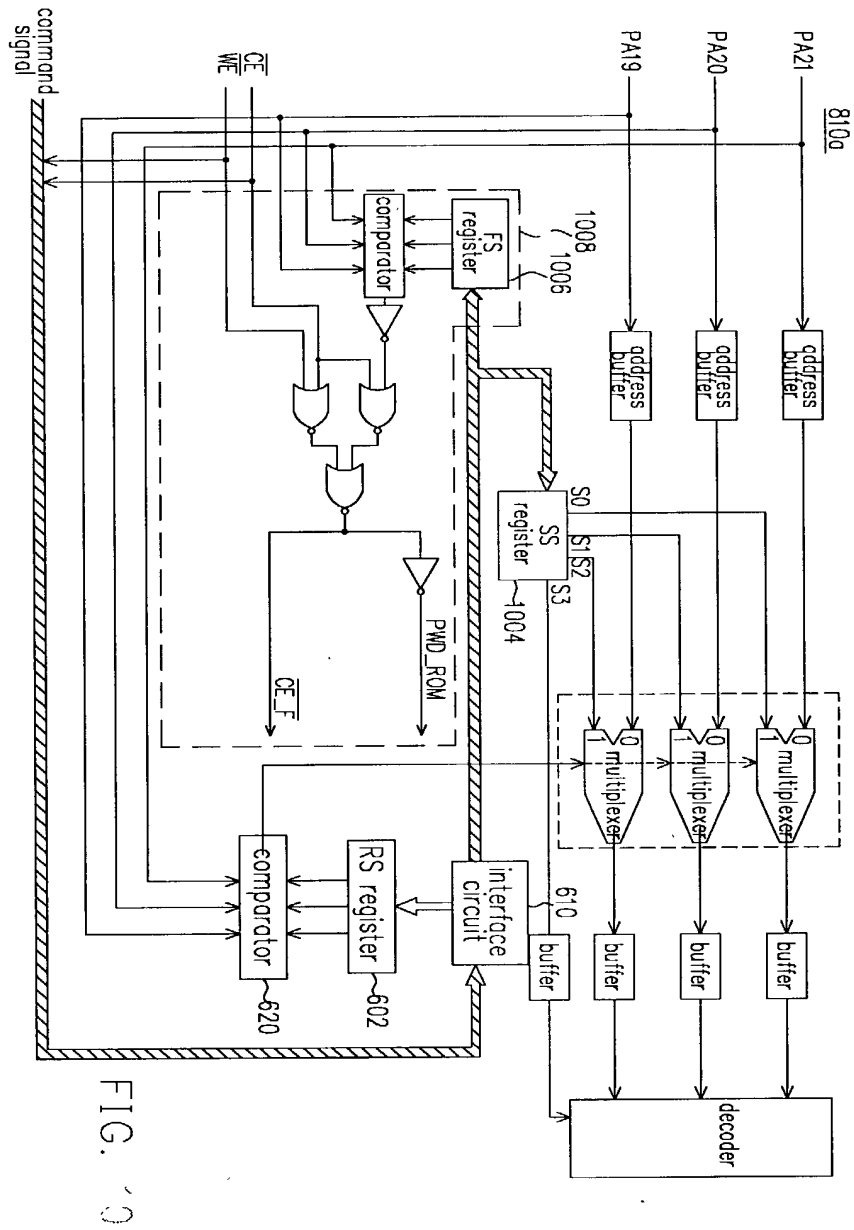 810a
PA21
PA20
PA19
CE
WE
command
signal
address
buffer
address
buffer
address
buffer
1008
1006
FS
register
comparator
S0
S1
S2
S3
SS
register
1004
PWD_ROM
CE_F
0
1
multiplexer
0
1
multiplexer
0
1
multiplexer
buffer
buffer
buffer
buffer
decoder
610
interface
circuit
RS register
602
comparator
620
FIG.